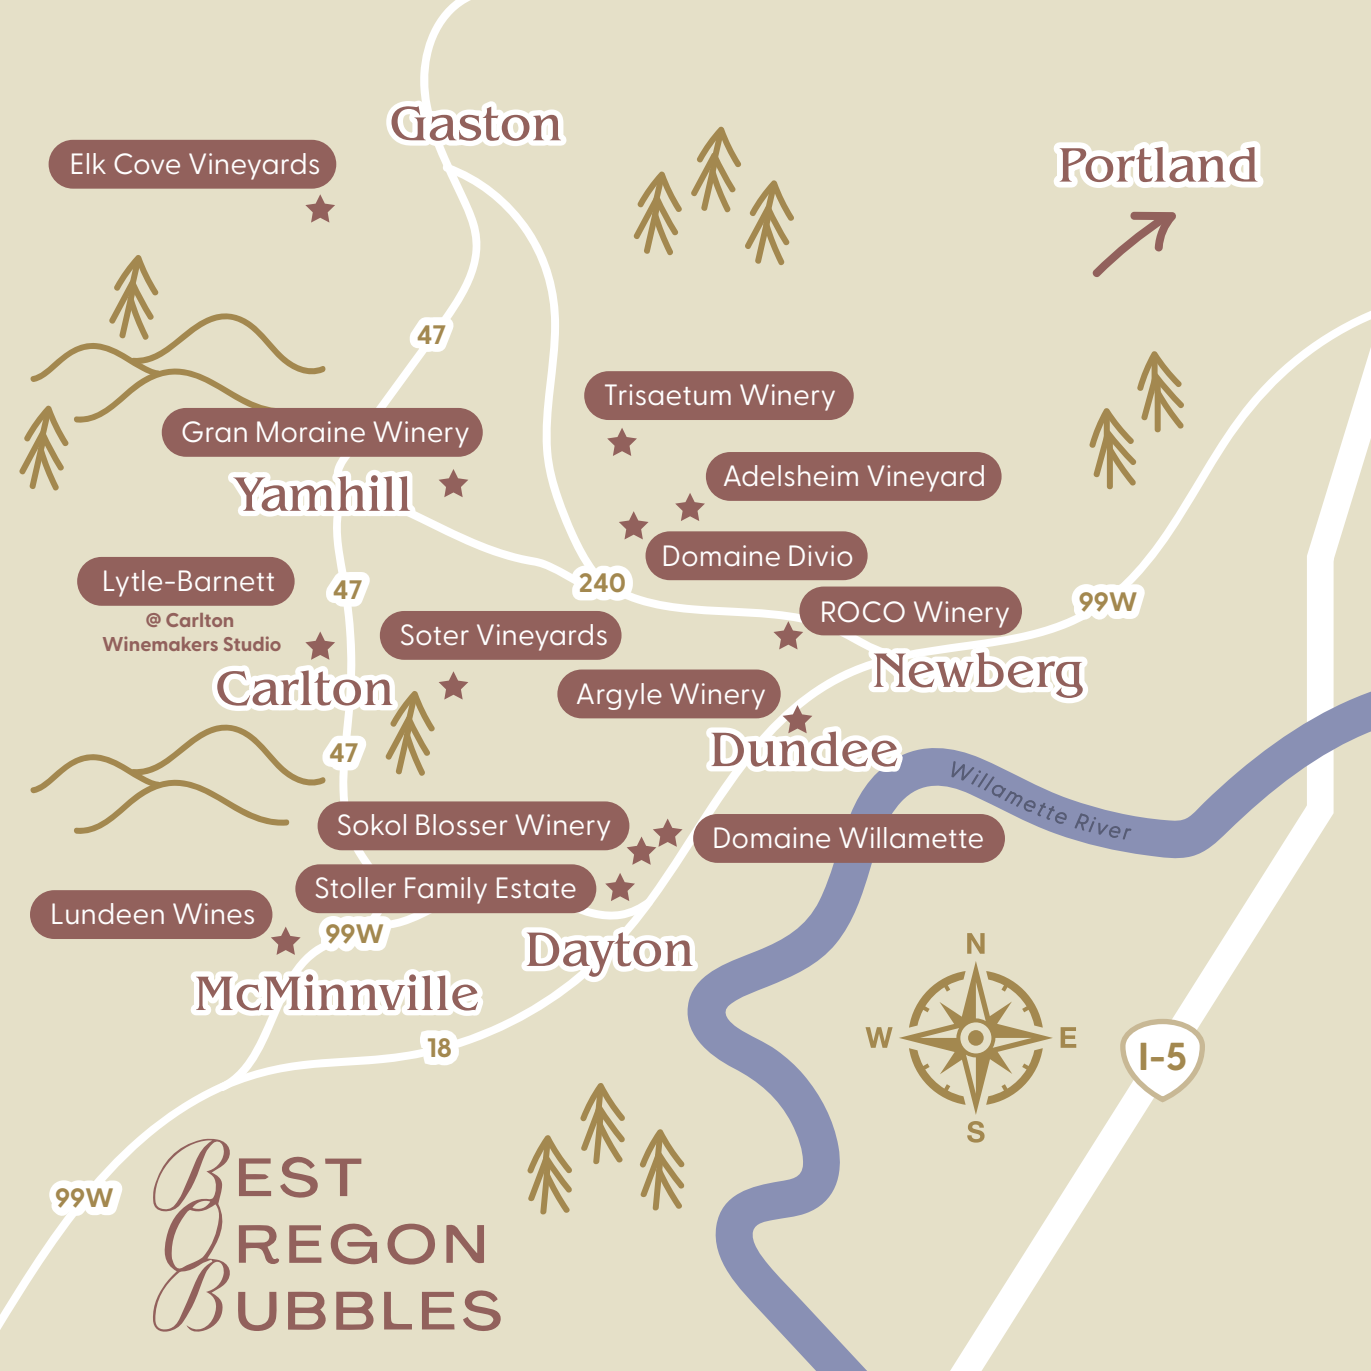 Gaston
Elk Cove Vineyards
Portland
47
Trisaetum Winery
Gran Moraine Winery
Adelsheim Vineyard
Yamhill
Domaine Divio
Lytle-Barnett
@ Carlton
Winemakers Studio
47
240
99W
ROCO Winery
Soter Vineyards
Newberg
Carlton
Argyle Winery
Dundee
47
Willamette River
Sokol Blosser Winery
Domaine Willamette
Stoller Family Estate
Lundeen Wines
99W
Dayton
McMinnville
18
N
W
E
S
I-5
99W
BEST
OREGON
BUBBLES